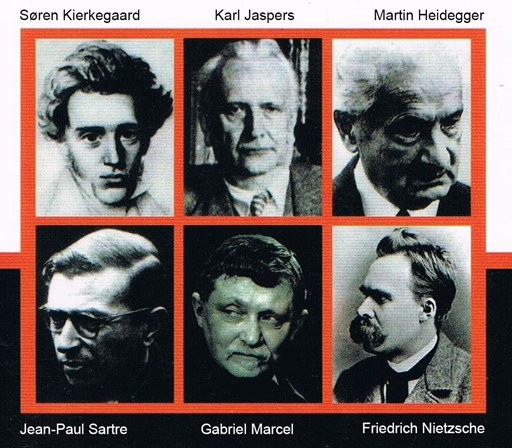 Søren Kierkegaard
Karl Jaspers
Martin Heidegger
Jean-Paul Sartre
Gabriel Marcel
Friedrich Nietzsche